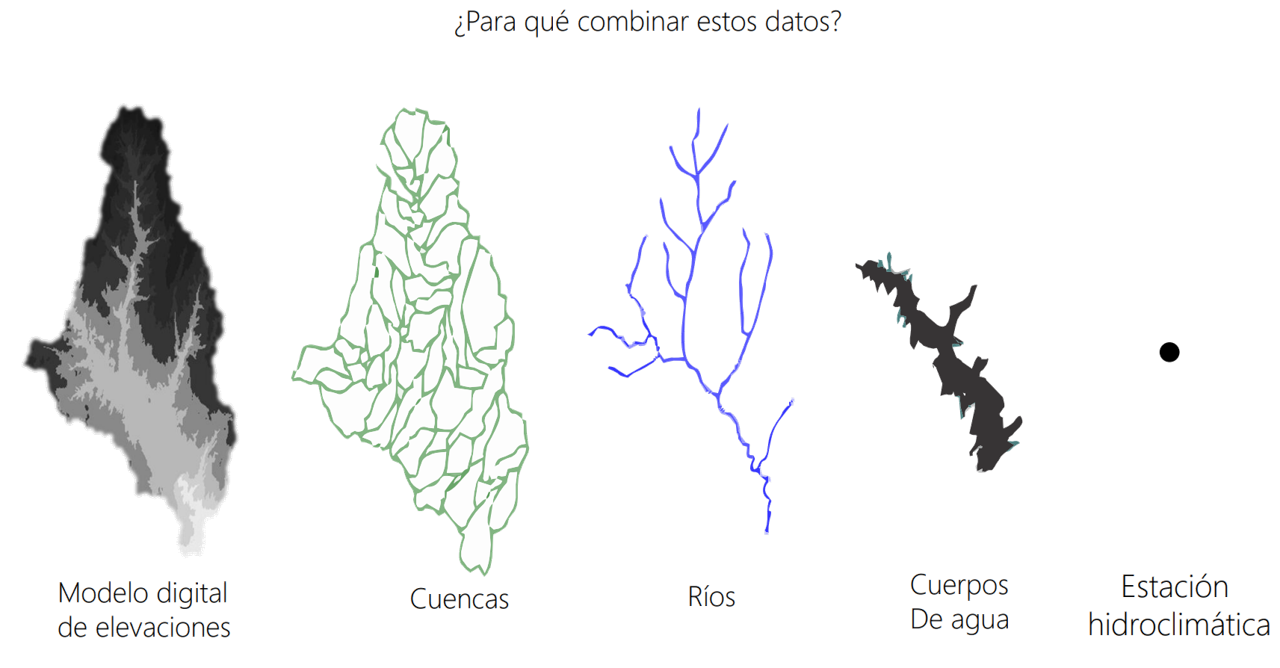 ¿Para qué combinar estos datos?
Modelo digital
de elevaciones
Cuencas
Ríos
Cuerpos
De agua
Estación
hidroclimática